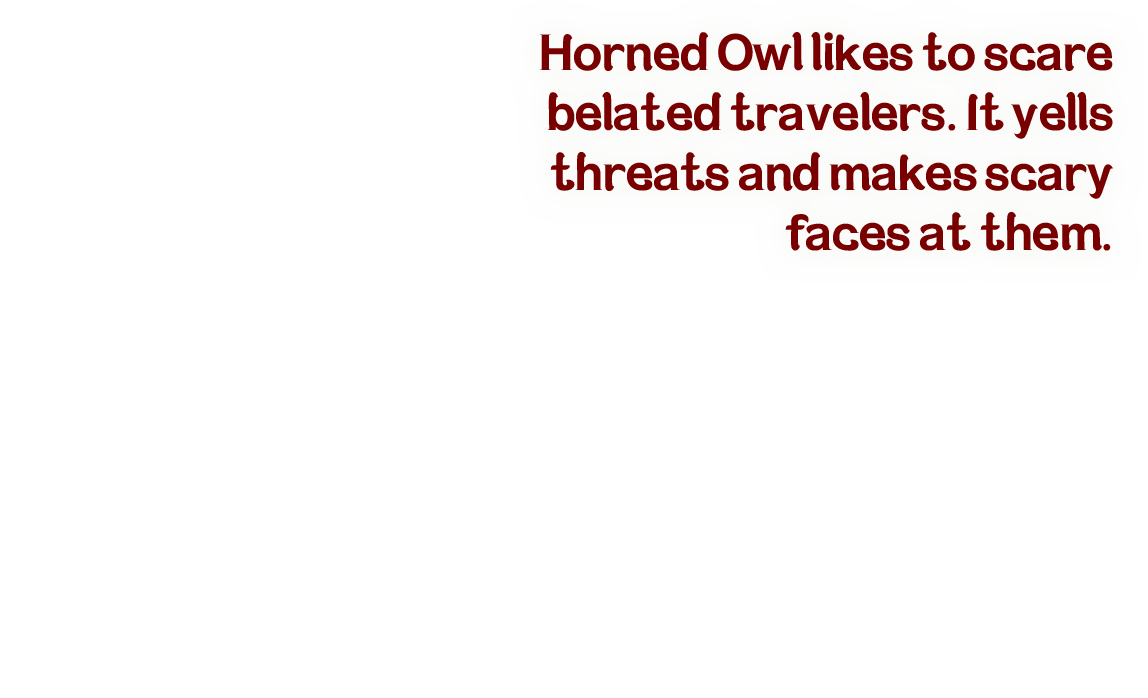 Horned Owl likes to scare
belated travelers. It yells
threats and makes scary
faces at them.